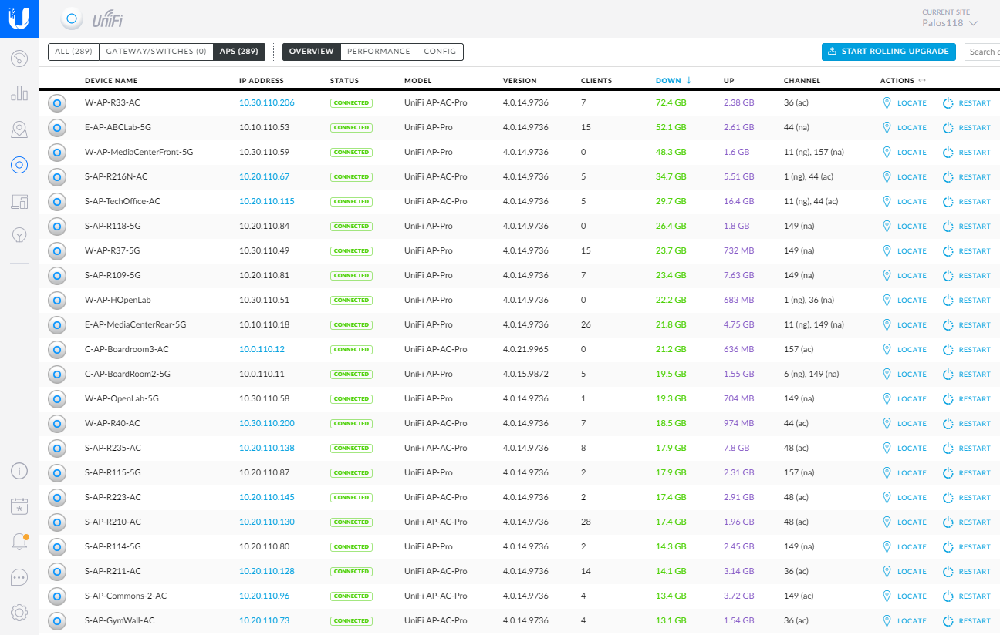 UniFi
CURRENT SITE
Palos118
ALL (289) GATEWAY/SWITCHES (0) APS (289) OVERVIEW PERFORMANCE CONFIG START ROLLING UPGRADE Search
DEVICE NAME IP ADDRESS STATUS MODEL VERSION CLIENTS DOWN ↓ UP CHANNEL ACTIONS
W-AP-R33-AC 10.30.110.206 CONNECTED UniFi AP-AC-Pro 4.0.14.9736 7 72.4 GB 2.38 GB 36 (ac) LOCATE RESTART
E-AP-ABCLab-5G 10.10.110.53 CONNECTED UniFi AP-Pro 4.0.14.9736 15 52.1 GB 2.61 GB 44 (na) LOCATE RESTART
W-AP-MediaCenterFront-5G 10.30.110.59 CONNECTED UniFi AP-Pro 4.0.14.9736 0 48.3 GB 1.6 GB 11 (ng), 157 (na) LOCATE RESTART
S-AP-R216N-AC 10.20.110.67 CONNECTED UniFi AP-AC-Pro 4.0.14.9736 5 34.7 GB 5.51 GB 1 (ng), 44 (ac) LOCATE RESTART
S-AP-TechOffice-AC 10.20.110.115 CONNECTED UniFi AP-AC-Pro 4.0.14.9736 5 29.7 GB 16.4 GB 11 (ng), 44 (ac) LOCATE RESTART
S-AP-R118-5G 10.20.110.84 CONNECTED UniFi AP-Pro 4.0.14.9736 0 26.4 GB 1.8 GB 149 (na) LOCATE RESTART
W-AP-R37-5G 10.30.110.49 CONNECTED UniFi AP-Pro 4.0.14.9736 15 23.7 GB 732 MB 149 (na) LOCATE RESTART
S-AP-R109-5G 10.20.110.81 CONNECTED UniFi AP-Pro 4.0.14.9736 7 23.4 GB 7.63 GB 149 (na) LOCATE RESTART
W-AP-HOpenLab 10.30.110.51 CONNECTED UniFi AP-Pro 4.0.14.9736 0 22.2 GB 683 MB 1 (ng), 36 (na) LOCATE RESTART
E-AP-MediaCenterRear-5G 10.10.110.18 CONNECTED UniFi AP-Pro 4.0.14.9736 26 21.8 GB 4.75 GB 11 (ng), 149 (na) LOCATE RESTART
C-AP-Boardroom3-AC 10.0.110.12 CONNECTED UniFi AP-AC-Pro 4.0.21.9965 0 21.2 GB 636 MB 157 (ac) LOCATE RESTART
C-AP-BoardRoom2-5G 10.0.110.11 CONNECTED UniFi AP-Pro 4.0.15.9872 5 19.5 GB 1.55 GB 6 (ng), 149 (na) LOCATE RESTART
W-AP-OpenLab-5G 10.30.110.58 CONNECTED UniFi AP-Pro 4.0.14.9736 1 19.3 GB 704 MB 149 (na) LOCATE RESTART
W-AP-R40-AC 10.30.110.200 CONNECTED UniFi AP-AC-Pro 4.0.14.9736 7 18.5 GB 974 MB 44 (ac) LOCATE RESTART
S-AP-R235-AC 10.20.110.138 CONNECTED UniFi AP-AC-Pro 4.0.14.9736 8 17.9 GB 7.8 GB 48 (ac) LOCATE RESTART
S-AP-R115-5G 10.20.110.87 CONNECTED UniFi AP-Pro 4.0.14.9736 2 17.9 GB 2.31 GB 157 (na) LOCATE RESTART
S-AP-R223-AC 10.20.110.145 CONNECTED UniFi AP-AC-Pro 4.0.14.9736 2 17.4 GB 2.91 GB 48 (ac) LOCATE RESTART
S-AP-R210-AC 10.20.110.130 CONNECTED UniFi AP-AC-Pro 4.0.14.9736 28 17.4 GB 1.96 GB 48 (ac) LOCATE RESTART
S-AP-R114-5G 10.20.110.80 CONNECTED UniFi AP-Pro 4.0.14.9736 2 14.3 GB 2.45 GB 149 (na) LOCATE RESTART
S-AP-R211-AC 10.20.110.128 CONNECTED UniFi AP-AC-Pro 4.0.14.9736 14 14.1 GB 3.14 GB 36 (ac) LOCATE RESTART
S-AP-Commons-2-AC 10.20.110.96 CONNECTED UniFi AP-AC-Pro 4.0.14.9736 4 13.4 GB 3.72 GB 149 (ac) LOCATE RESTART
S-AP-GymWall-AC 10.20.110.73 CONNECTED UniFi AP-AC-Pro 4.0.14.9736 4 13.1 GB 1.54 GB 36 (ac) LOCATE RESTART